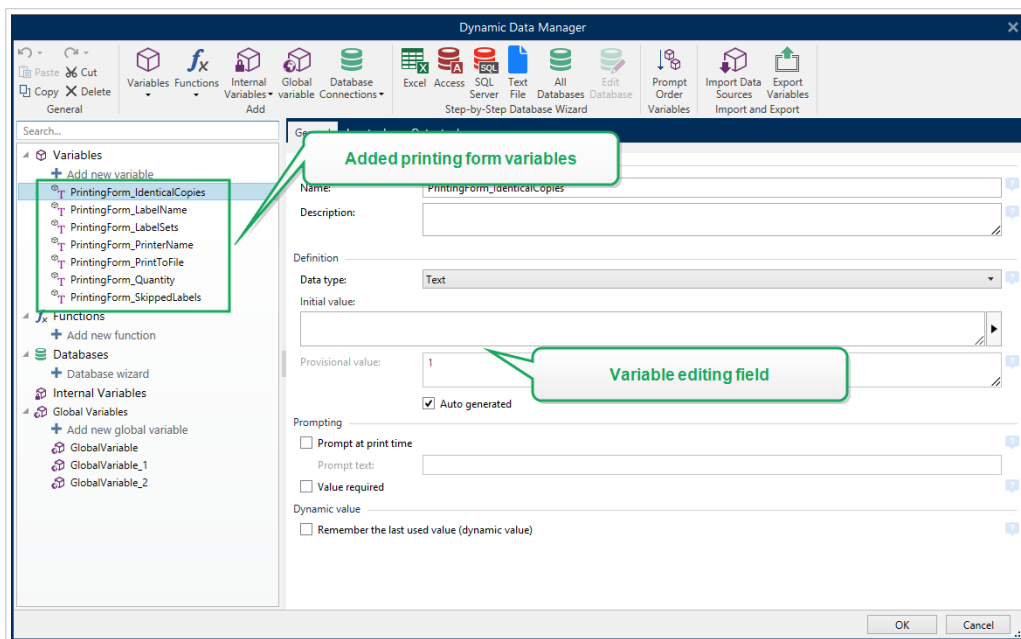 Dynamic Data Manager
Paste Cut
Copy Delete
General
Variables Functions Internal Variables Global variable Database Connections
Add
Excel Access SQL Server Text File All Databases Edit Database
Step-by-Step Database Wizard
Prompt Order
Variables
Import Data Sources Export Variables
Import and Export
Search...
Variables
Add new variable
PrintingForm_IdenticalCopies
PrintingForm_LabelName
PrintingForm_LabelSets
PrintingForm_PrinterName
PrintingForm_PrintToFile
PrintingForm_Quantity
PrintingForm_SkippedLabels
Functions
Add new function
Databases
Database wizard
Internal Variables
Global Variables
Add new global variable
GlobalVariable
GlobalVariable_1
GlobalVariable_2
Added printing form variables
Name: PrintingForm_IdenticalCopies
Description:
Definition
Data type: Text
Initial value:
Provisional value: 1
Variable editing field
Auto generated
Prompting
Prompt at print time
Prompt text:
Value required
Dynamic value
Remember the last used value (dynamic value)
OK Cancel